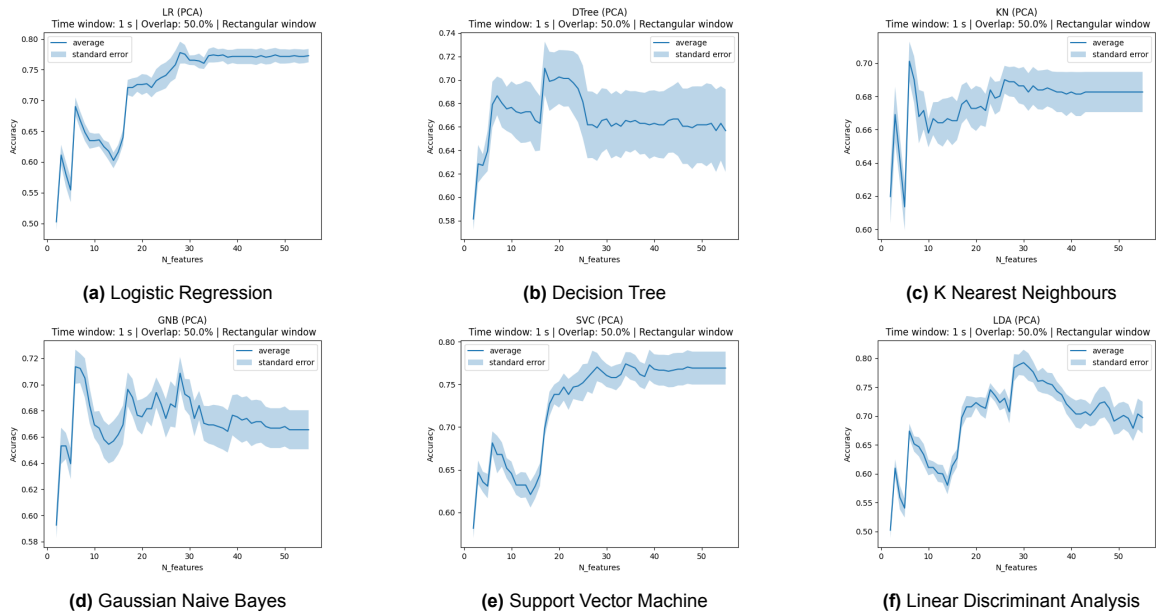 LR (PCA)
Time window: 1 s | Overlap: 50.0% | Rectangular window
average
standard error
0.80
0.75
0.70
0.65
0.60
0.55
0.50
Accuracy
0 10 20 30 40 50
N_features
(a) Logistic Regression
DTree (PCA)
Time window: 1 s | Overlap: 50.0% | Rectangular window
average
standard error
0.74
0.72
0.70
0.68
0.66
0.64
0.62
0.60
0.58
Accuracy
0 10 20 30 40 50
N_features
(b) Decision Tree
KN (PCA)
Time window: 1 s | Overlap: 50.0% | Rectangular window
average
standard error
0.70
0.68
0.66
0.64
0.62
0.60
Accuracy
0 10 20 30 40 50
N_features
(c) K Nearest Neighbours
GNB (PCA)
Time window: 1 s | Overlap: 50.0% | Rectangular window
average
standard error
0.72
0.70
0.68
0.66
0.64
0.62
0.60
0.58
Accuracy
0 10 20 30 40 50
N_features
(d) Gaussian Naive Bayes
SVC (PCA)
Time window: 1 s | Overlap: 50.0% | Rectangular window
average
standard error
0.80
0.75
0.70
0.65
0.60
Accuracy
0 10 20 30 40 50
N_features
(e) Support Vector Machine
LDA (PCA)
Time window: 1 s | Overlap: 50.0% | Rectangular window
average
standard error
0.80
0.75
0.70
0.65
0.60
0.55
0.50
Accuracy
0 10 20 30 40 50
N_features
(f) Linear Discriminant Analysis